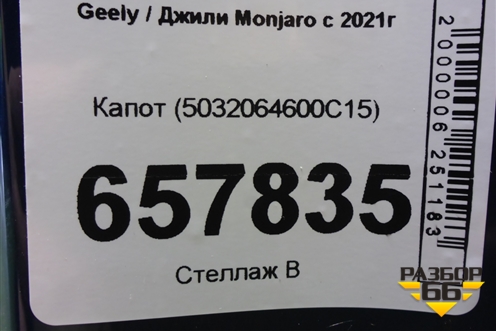 Geely / Джили Monjaro с 2021г
Капот (5032064600C15)
657835
Стеллаж В
2000006251183
РАЗБОР
66